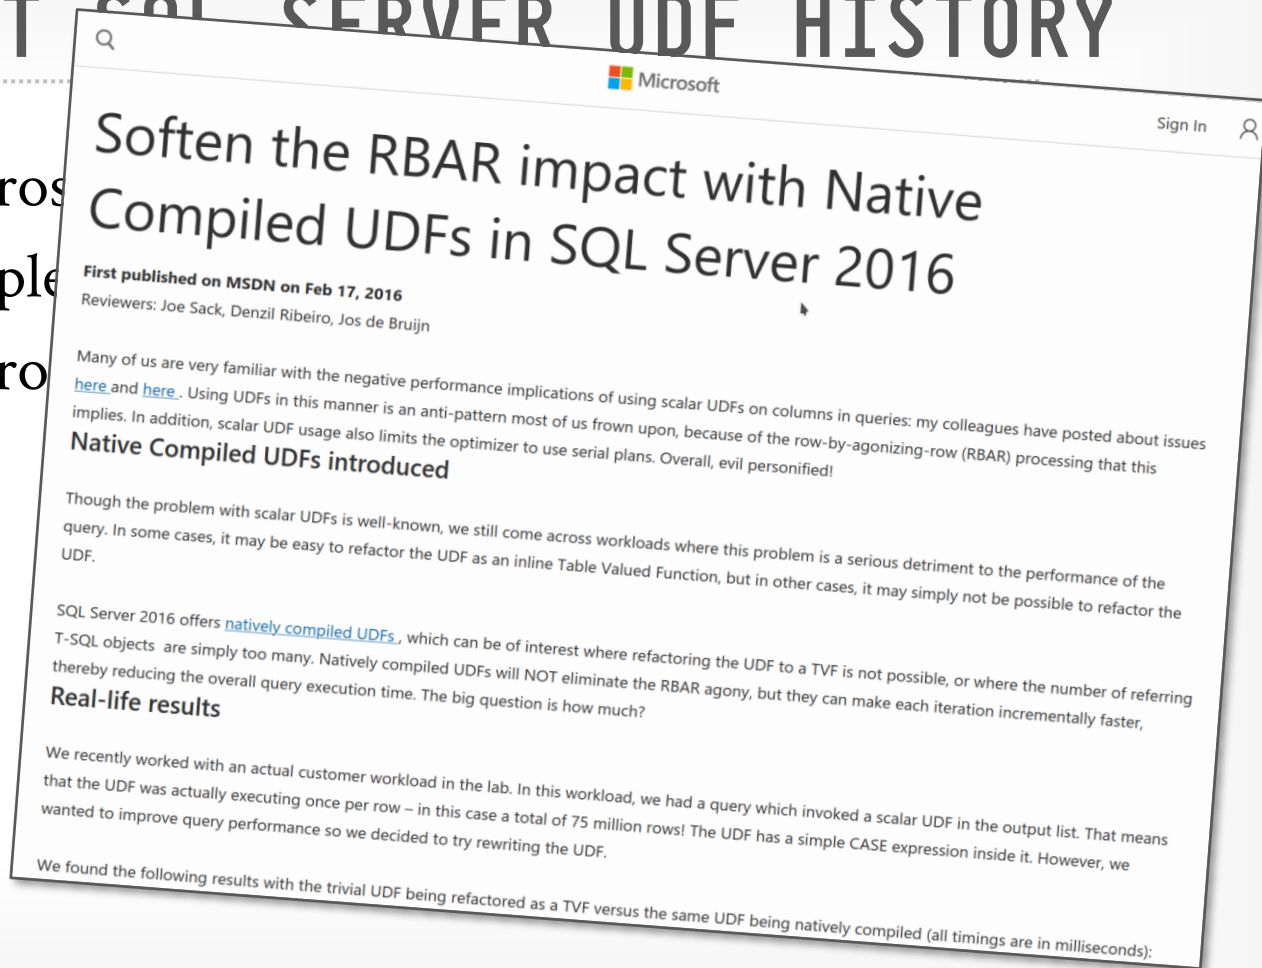 T SQL SERVER UDF HISTORY
Microsoft
Sign In
Soften the RBAR impact with Native
Compiled UDFs in SQL Server 2016
First published on MSDN on Feb 17, 2016
Reviewers: Joe Sack, Denzil Ribeiro, Jos de Bruijn
Many of us are very familiar with the negative performance implications of using scalar UDFs on columns in queries: my colleagues have posted about issues
here and here . Using UDFs in this manner is an anti-pattern most of us frown upon, because of the row-by-agonizing-row (RBAR) processing that this
implies. In addition, scalar UDF usage also limits the optimizer to use serial plans. Overall, evil personified!
Native Compiled UDFs introduced
Though the problem with scalar UDFs is well-known, we still come across workloads where this problem is a serious detriment to the performance of the
query. In some cases, it may be easy to refactor the UDF as an inline Table Valued Function, but in other cases, it may simply not be possible to refactor the
UDF.
SQL Server 2016 offers natively compiled UDFs , which can be of interest where refactoring the UDF to a TVF is not possible, or where the number of referring
T-SQL objects are simply too many. Natively compiled UDFs will NOT eliminate the RBAR agony, but they can make each iteration incrementally faster,
thereby reducing the overall query execution time. The big question is how much?
Real-life results
We recently worked with an actual customer workload in the lab. In this workload, we had a query which invoked a scalar UDF in the output list. That means
that the UDF was actually executing once per row – in this case a total of 75 million rows! The UDF has a simple CASE expression inside it. However, we
wanted to improve query performance so we decided to try rewriting the UDF.
We found the following results with the trivial UDF being refactored as a TVF versus the same UDF being natively compiled (all timings are in milliseconds):
ros
ple
ro